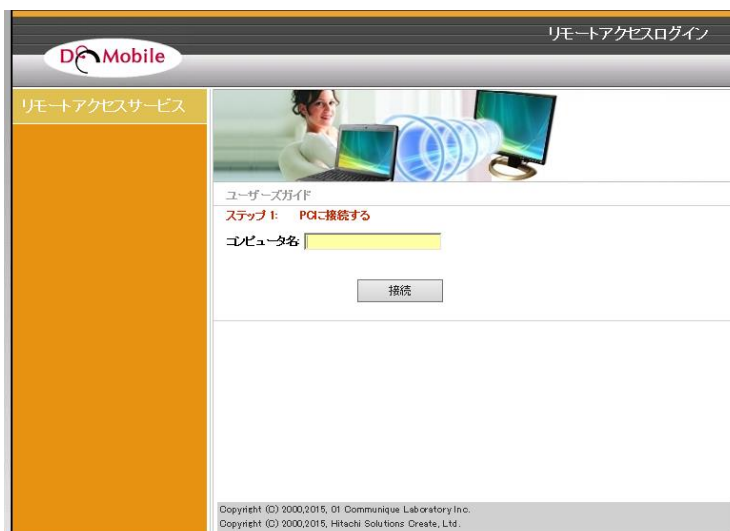 リモートアクセスログイン
DoMobile
リモートアクセスサービス
ユーザーズガイド
ステップ 1: PCに接続する
コンピュータ名:
接続
Copyright (C) 2000,2015, 01 Communique Laboratory Inc.
Copyright (C) 2000,2015, Hitachi Solutions Create, Ltd.